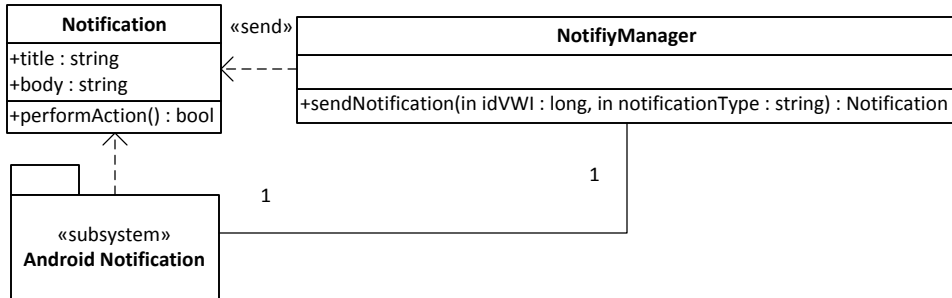 Notification
+title : string
+body : string
+performAction() : bool
«send»
NotifiyManager
+sendNotification(in idVWI : long, in notificationType : string) : Notification
1
1
«subsystem»
Android Notification